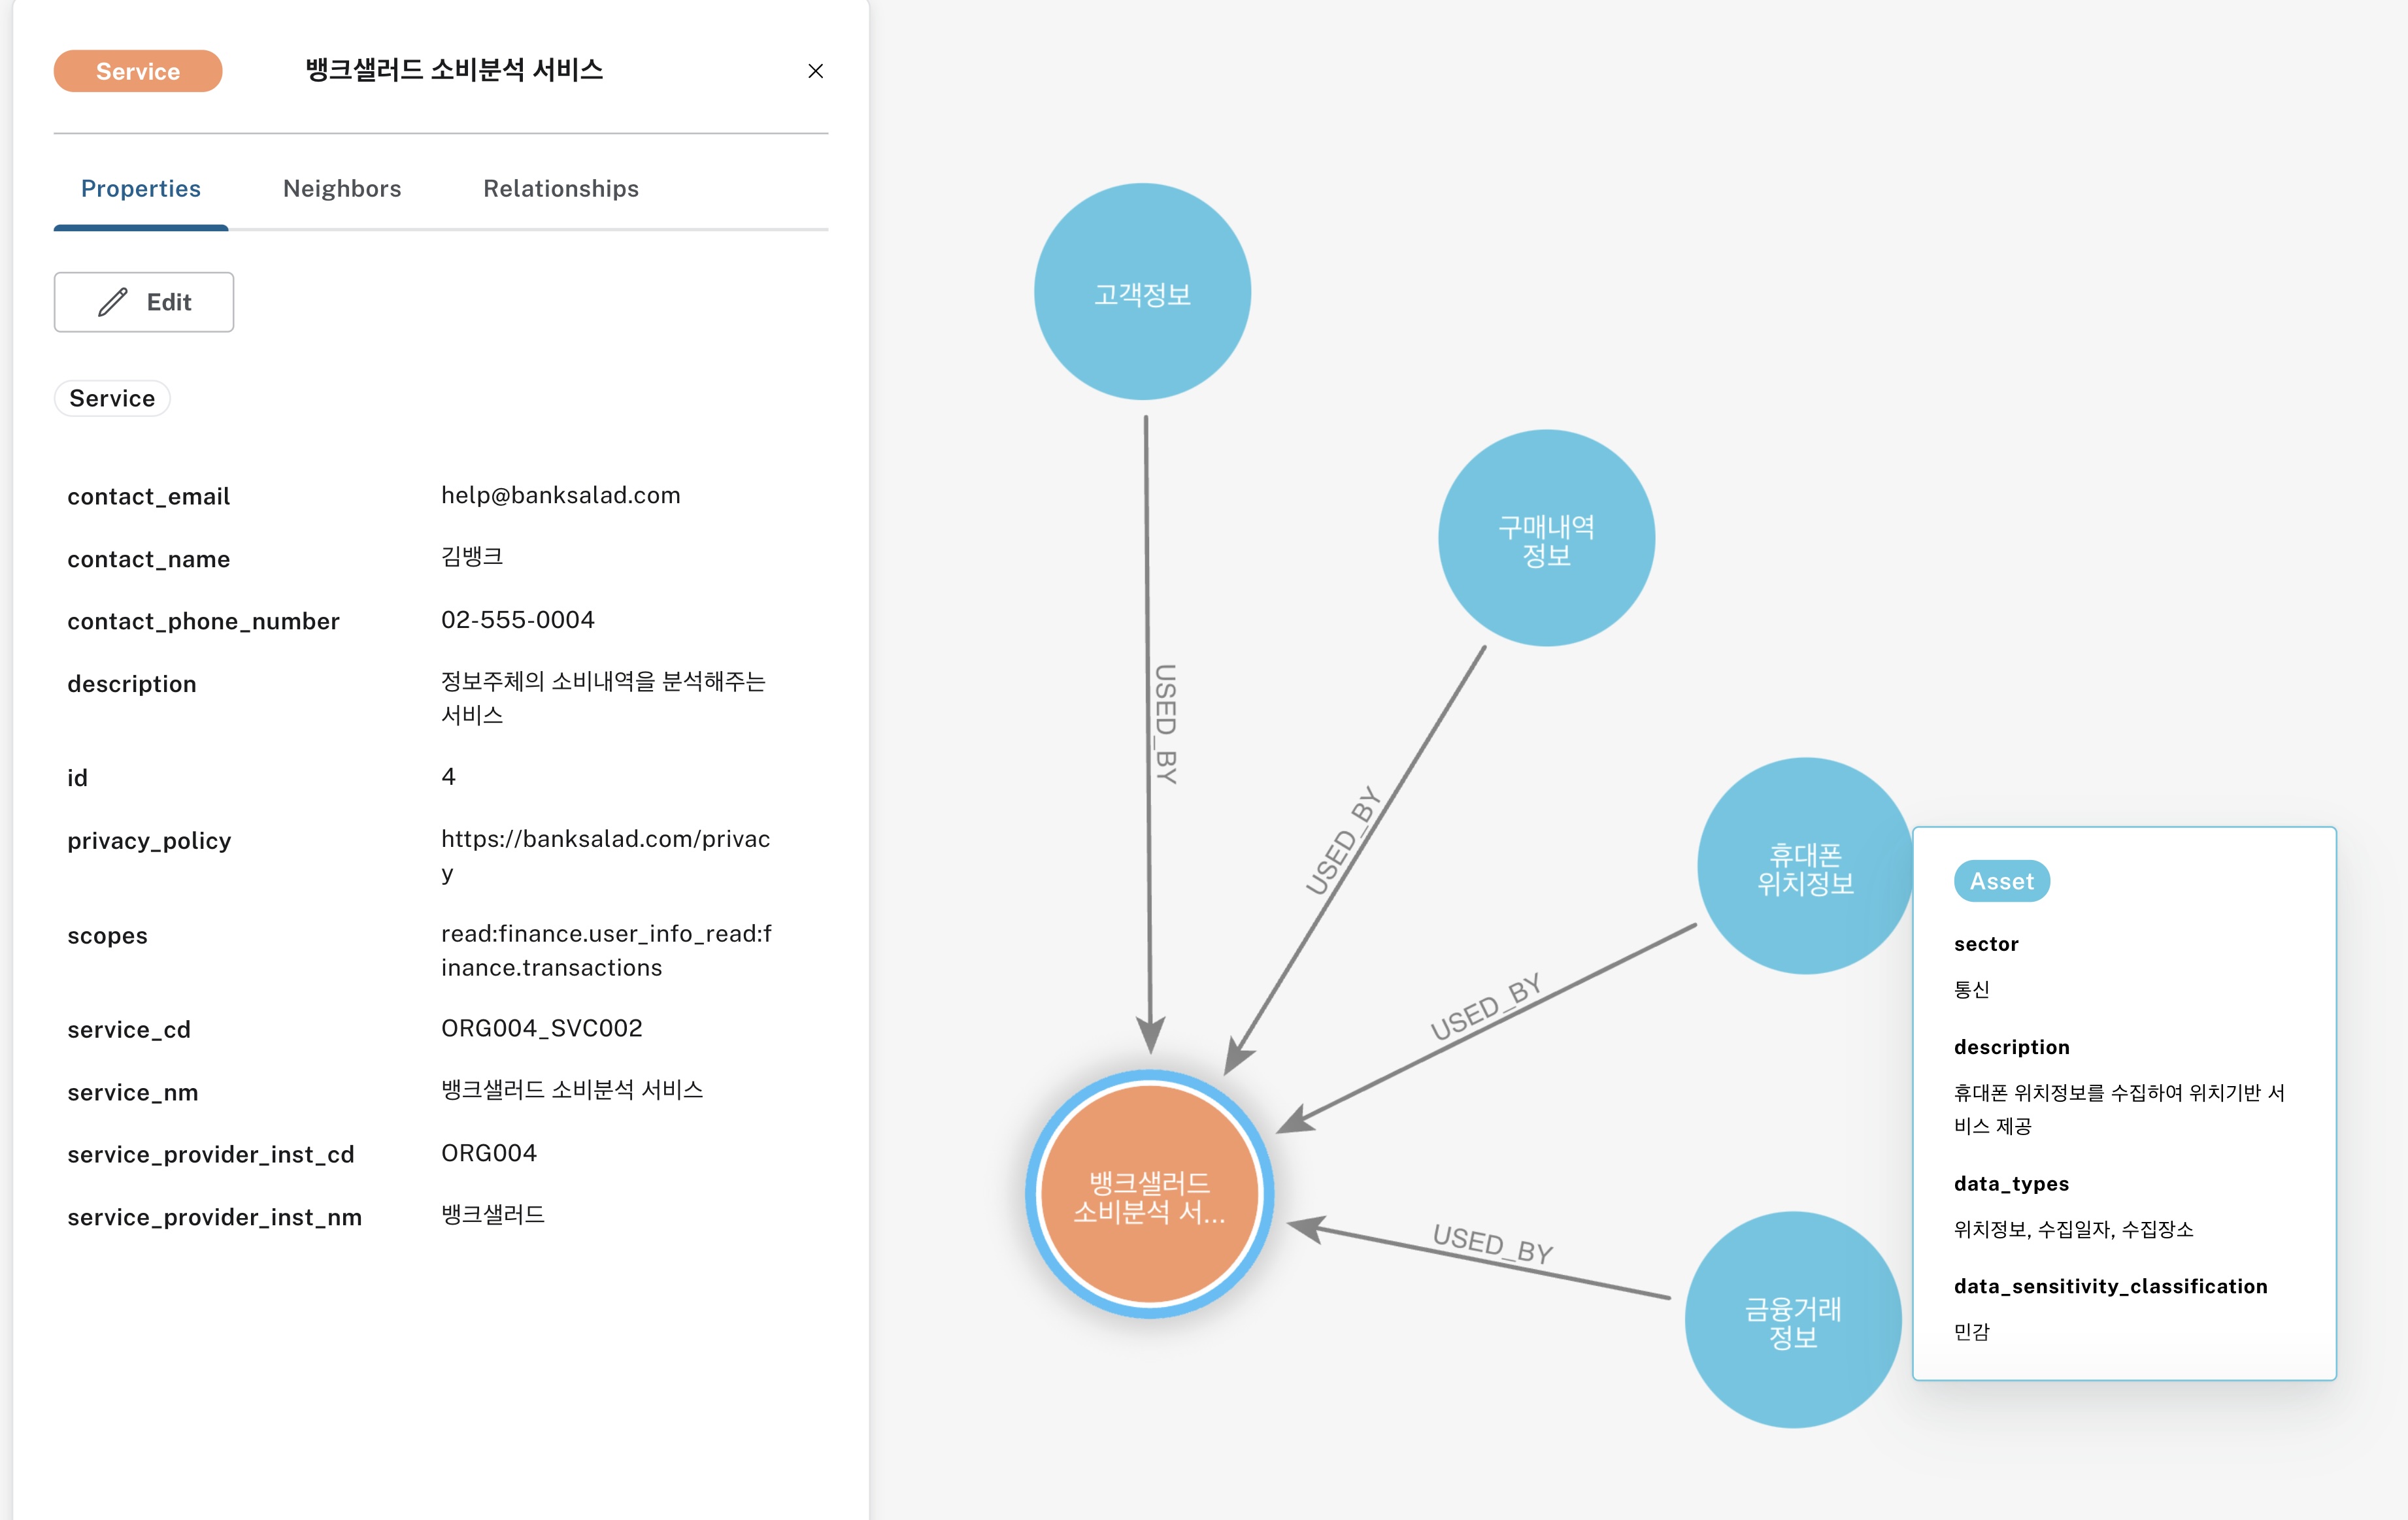 Service
뱅크샐러드 소비분석 서비스
Properties
Neighbors
Relationships
Edit
Service
contact_email
help@banksalad.com
contact_name
김뱅크
contact_phone_number
02-555-0004
description
정보주체의 소비내역을 분석해주는
서비스
id
4
privacy_policy
https://banksalad.com/privac
y
scopes
read:finance.user_info_read:f
inance.transactions
service_cd
ORG004_SVC002
service_nm
뱅크샐러드 소비분석 서비스
service_provider_inst_cd
ORG004
service_provider_inst_nm
뱅크샐러드
고객정보
구매내역
정보
휴대폰
위치정보
금융거래
정보
뱅크샐러드
소비분석 서...
USED_BY
USED_BY
USED_BY
USED_BY
Asset
sector
통신
description
휴대폰 위치정보를 수집하여 위치기반 서
비스 제공
data_types
위치정보, 수집일자, 수집장소
data_sensitivity_classification
민감